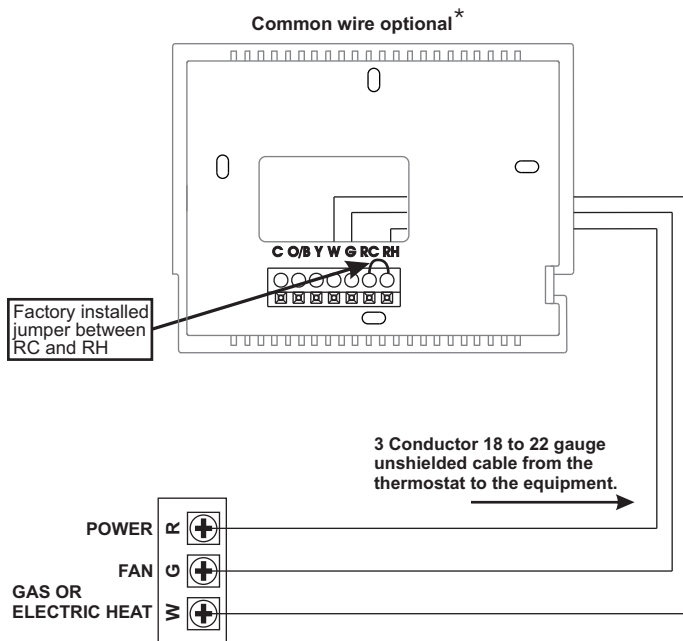 Common wire optional*
C O/B Y W G RC RH
Factory installed
jumper between
RC and RH
3 Conductor 18 to 22 gauge
unshielded cable from the
thermostat to the equipment.
POWER R
FAN G
GAS OR
ELECTRIC HEAT W